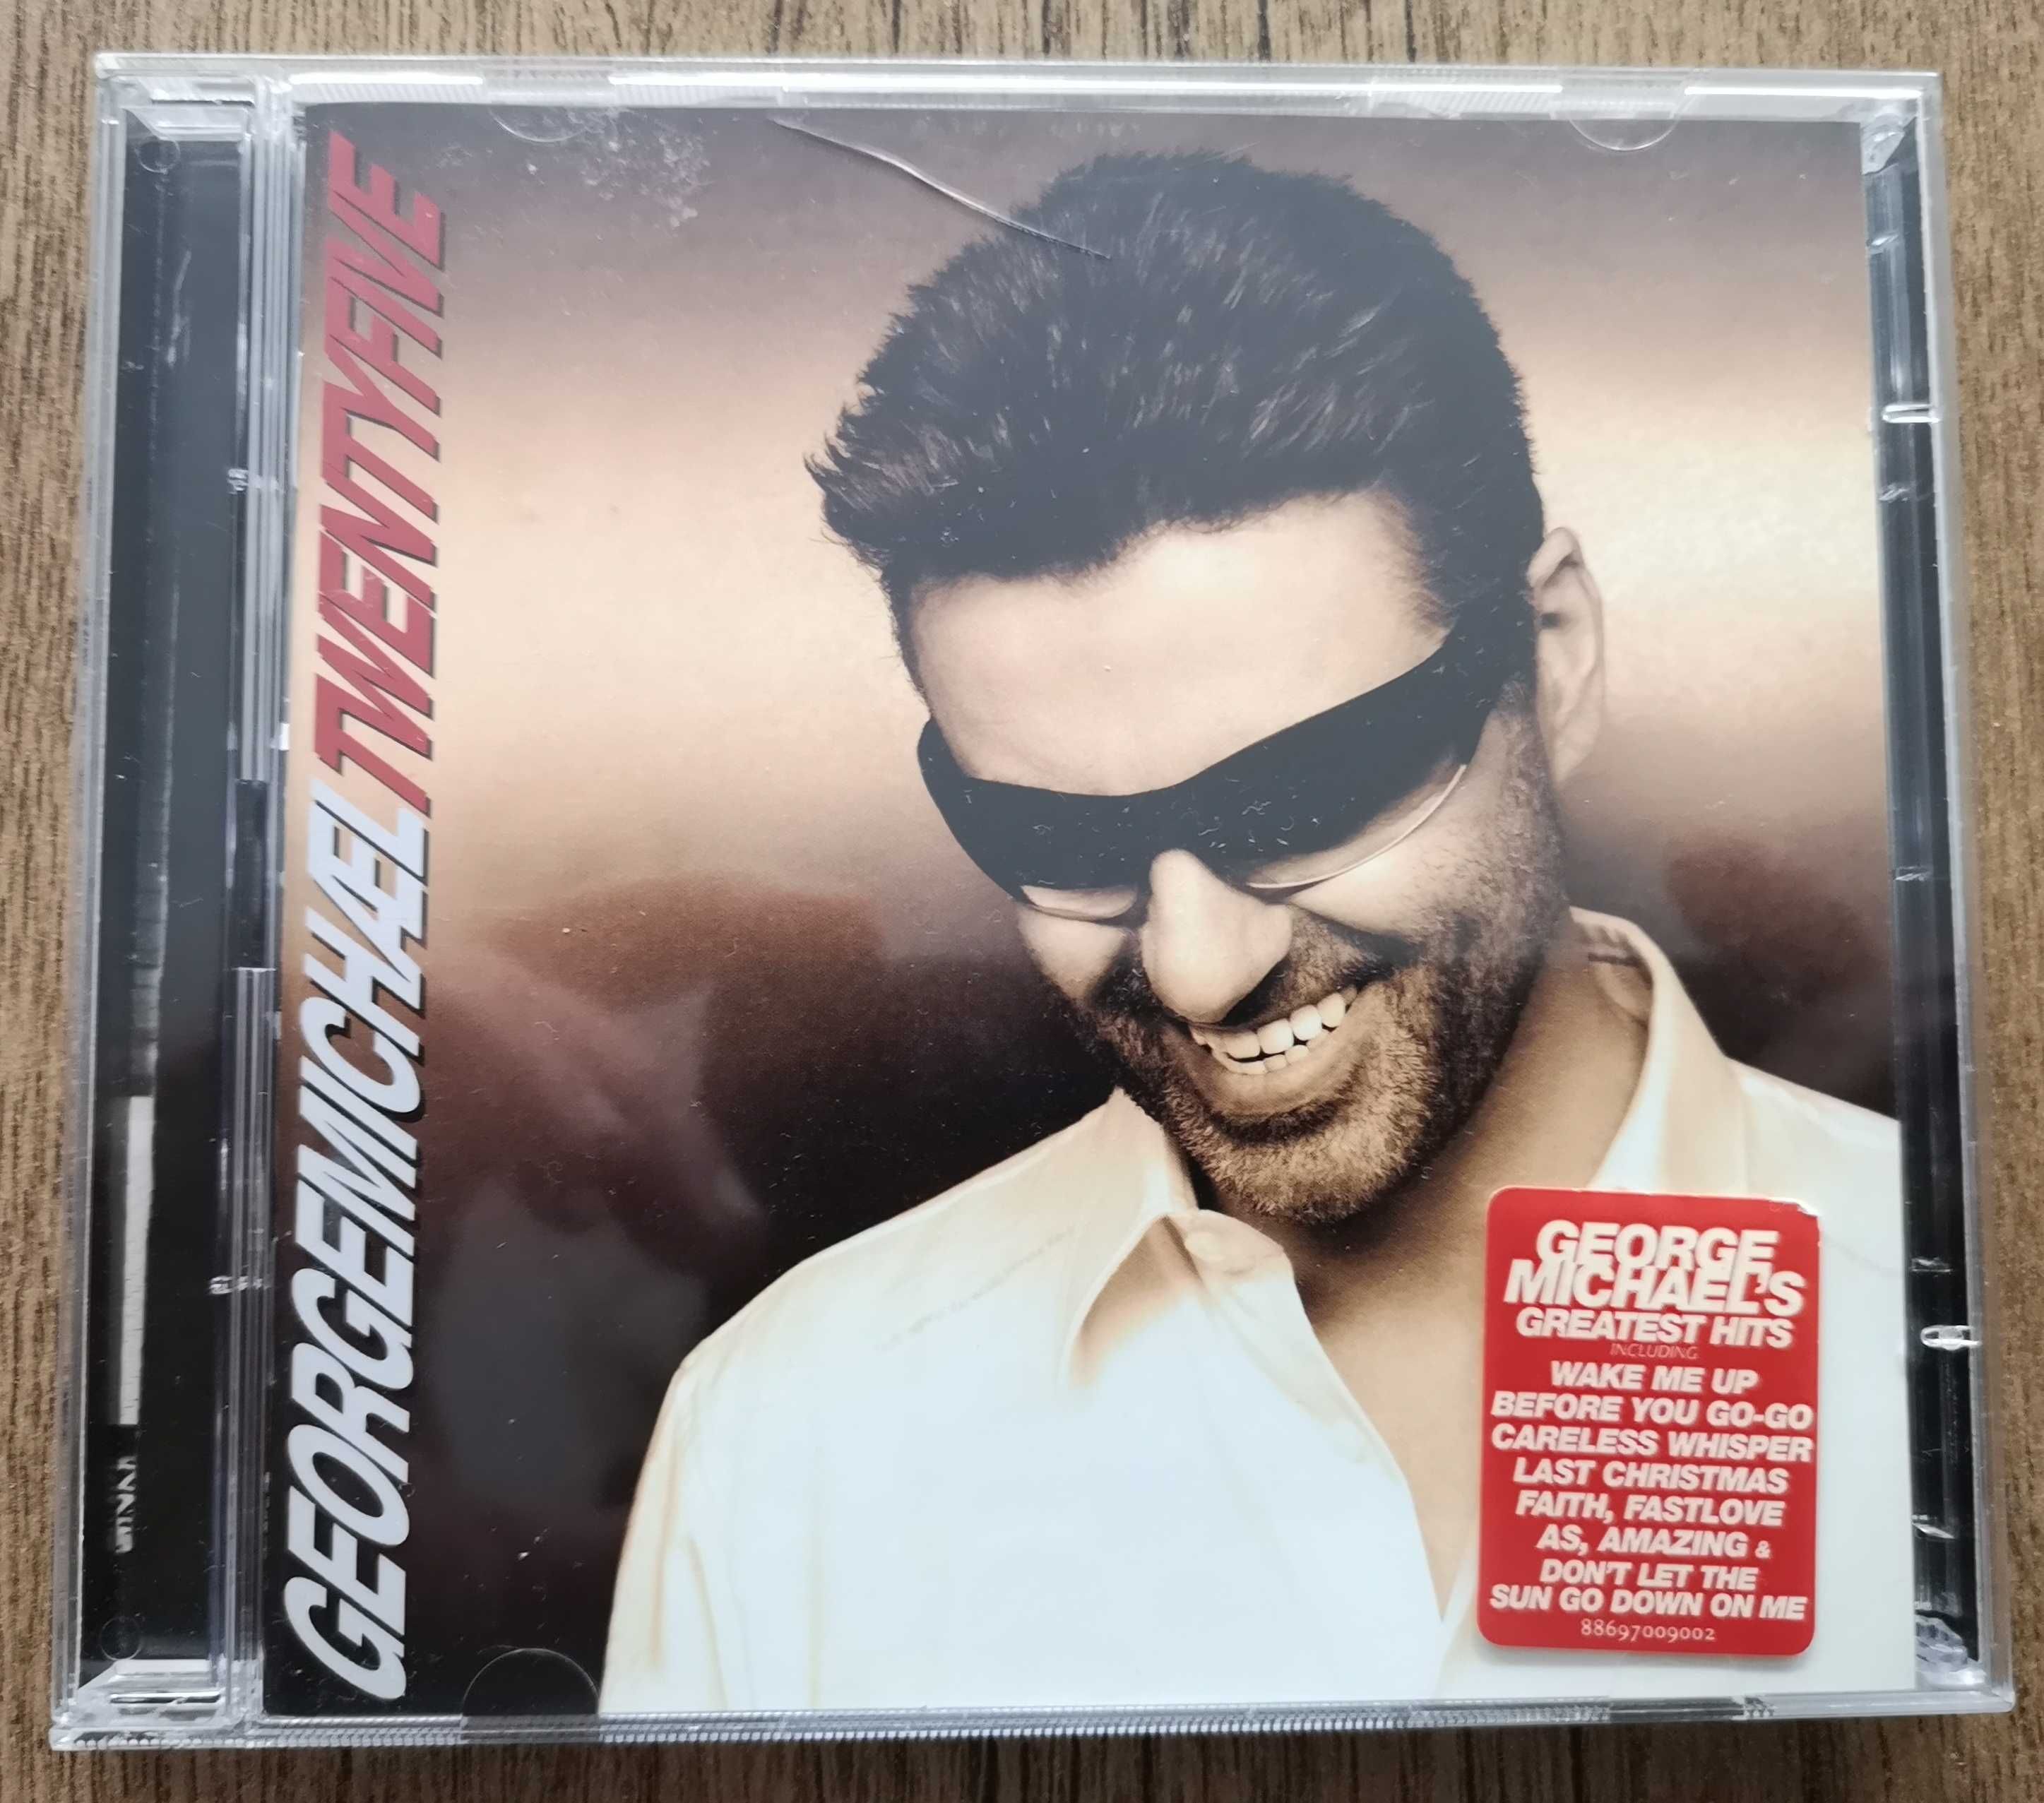 GEORGEMICHAEL TWENTYFIVE
GEORGE
MICHAEL'S
GREATEST HITS
INCLUDING
WAKE ME UP
BEFORE YOU GO-GO
CARELESS WHISPER
LAST CHRISTMAS
FAITH, FASTLOVE
AS, AMAZING &
DON'T LET THE
SUN GO DOWN ON ME
88697009002